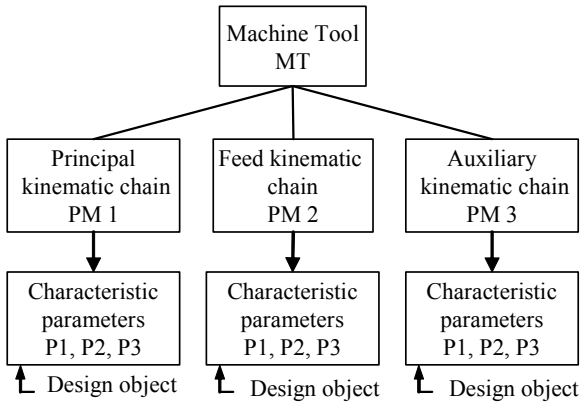 Machine Tool
MT
Principal
kinematic chain
PM 1
Feed kinematic
chain
PM 2
Auxiliary
kinematic chain
PM 3
Characteristic
parameters
P1, P2, P3
Characteristic
parameters
P1, P2, P3
Characteristic
parameters
P1, P2, P3
Design object
Design object
Design object